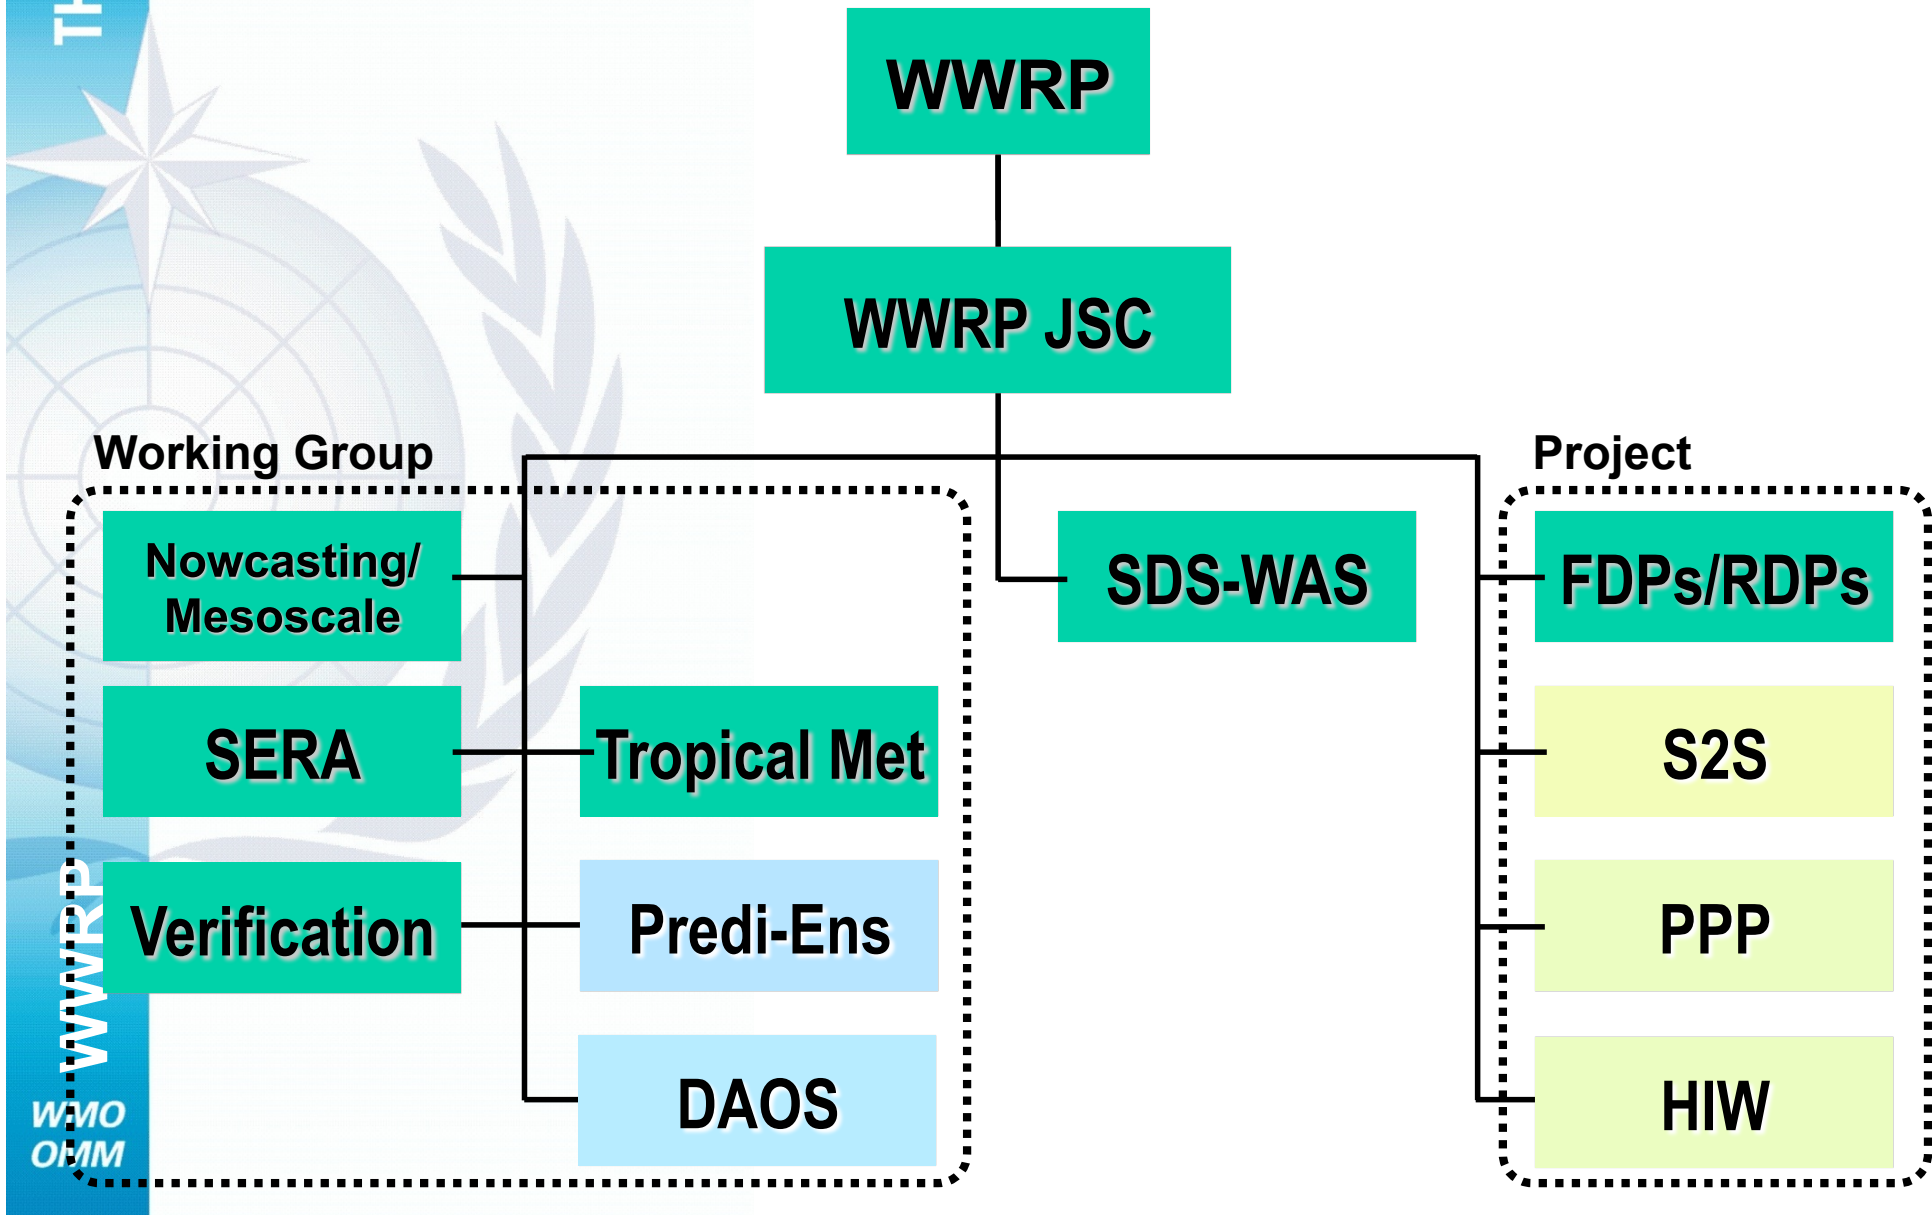 TH
WWRP
WWRP JSC
Working Group
Project
Nowcasting/
Mesoscale
SDS-WAS
FDPs/RDPs
SERA
Tropical Met
S2S
Verification
Predi-Ens
PPP
DAOS
HIW
WWRP
WMO
OMM